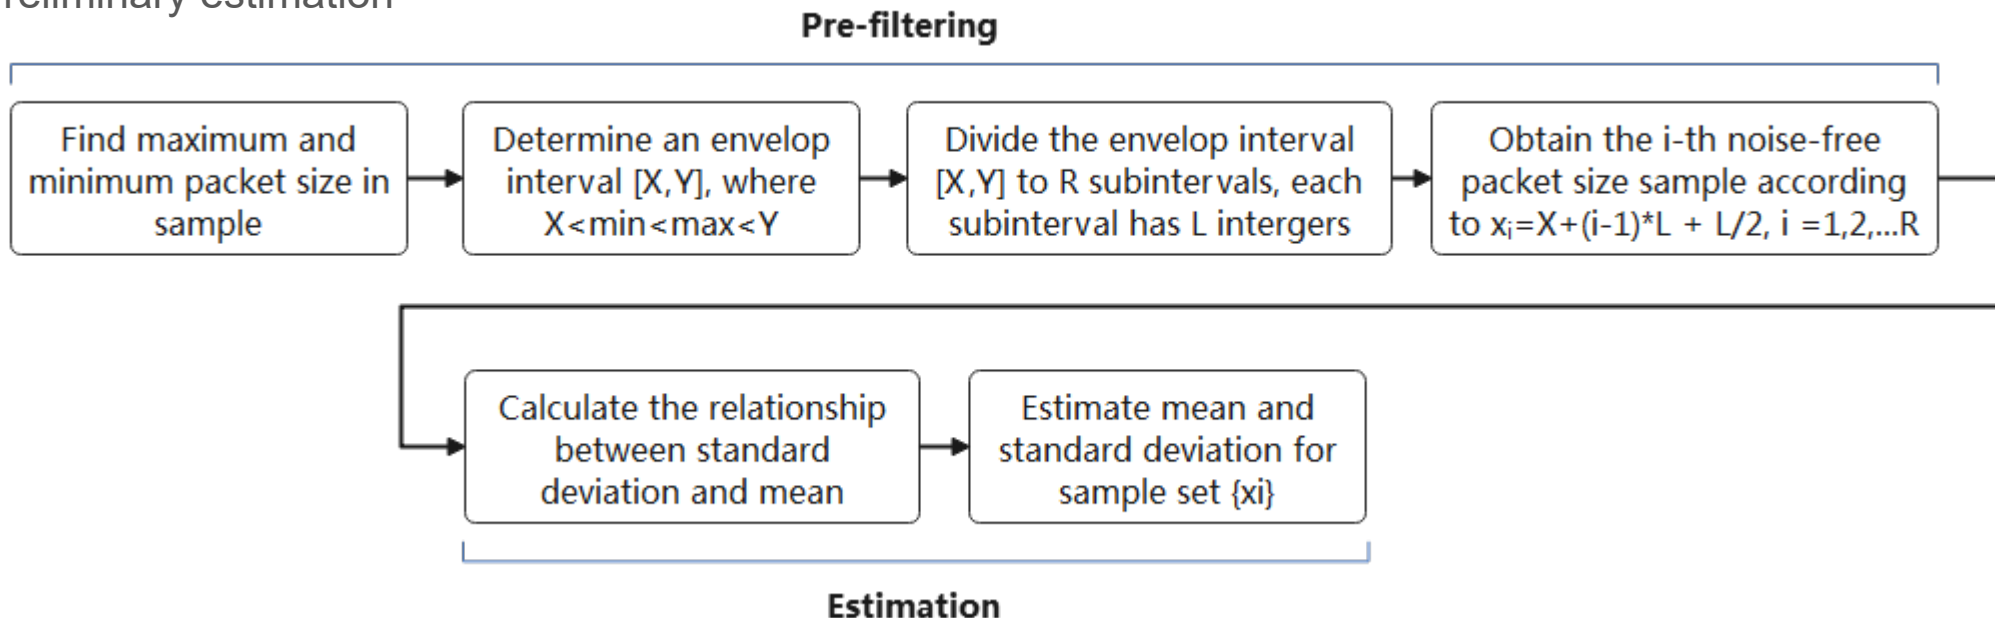 reliminary estimation
Pre-filtering
Find maximum and
minimum packet size in
sample
Determine an envelop
interval [X,Y], where
X<min<max<Y
Divide the envelop interval
[X,Y] to R subintervals, each
subinterval has L intergers
Obtain the i-th noise-free
packet size sample according
to xᵢ=X+(i-1)*L + L/2, i =1,2,...R
Calculate the relationship
between standard
deviation and mean
Estimate mean and
standard deviation for
sample set {xi}
Estimation